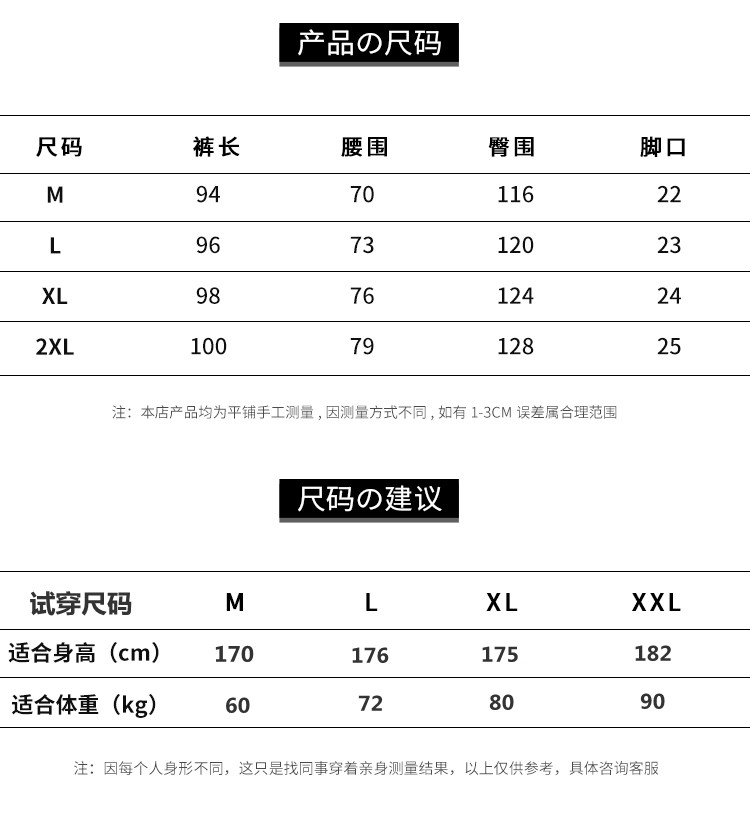 产品の尺码
尺码 裤长 腰围 臀围 脚口
M 94 70 116 22
L 96 73 120 23
XL 98 76 124 24
2XL 100 79 128 25
注：本店产品均为平铺手工测量，因测量方式不同，如有 1-3CM 误差属合理范围
尺码の建议
试穿尺码 M L XL XXL
适合身高（cm） 170 176 175 182
适合体重（kg） 60 72 80 90
注：因每个人身形不同，这只是找同事穿着亲身测量结果，以上仅供参考，具体咨询客服